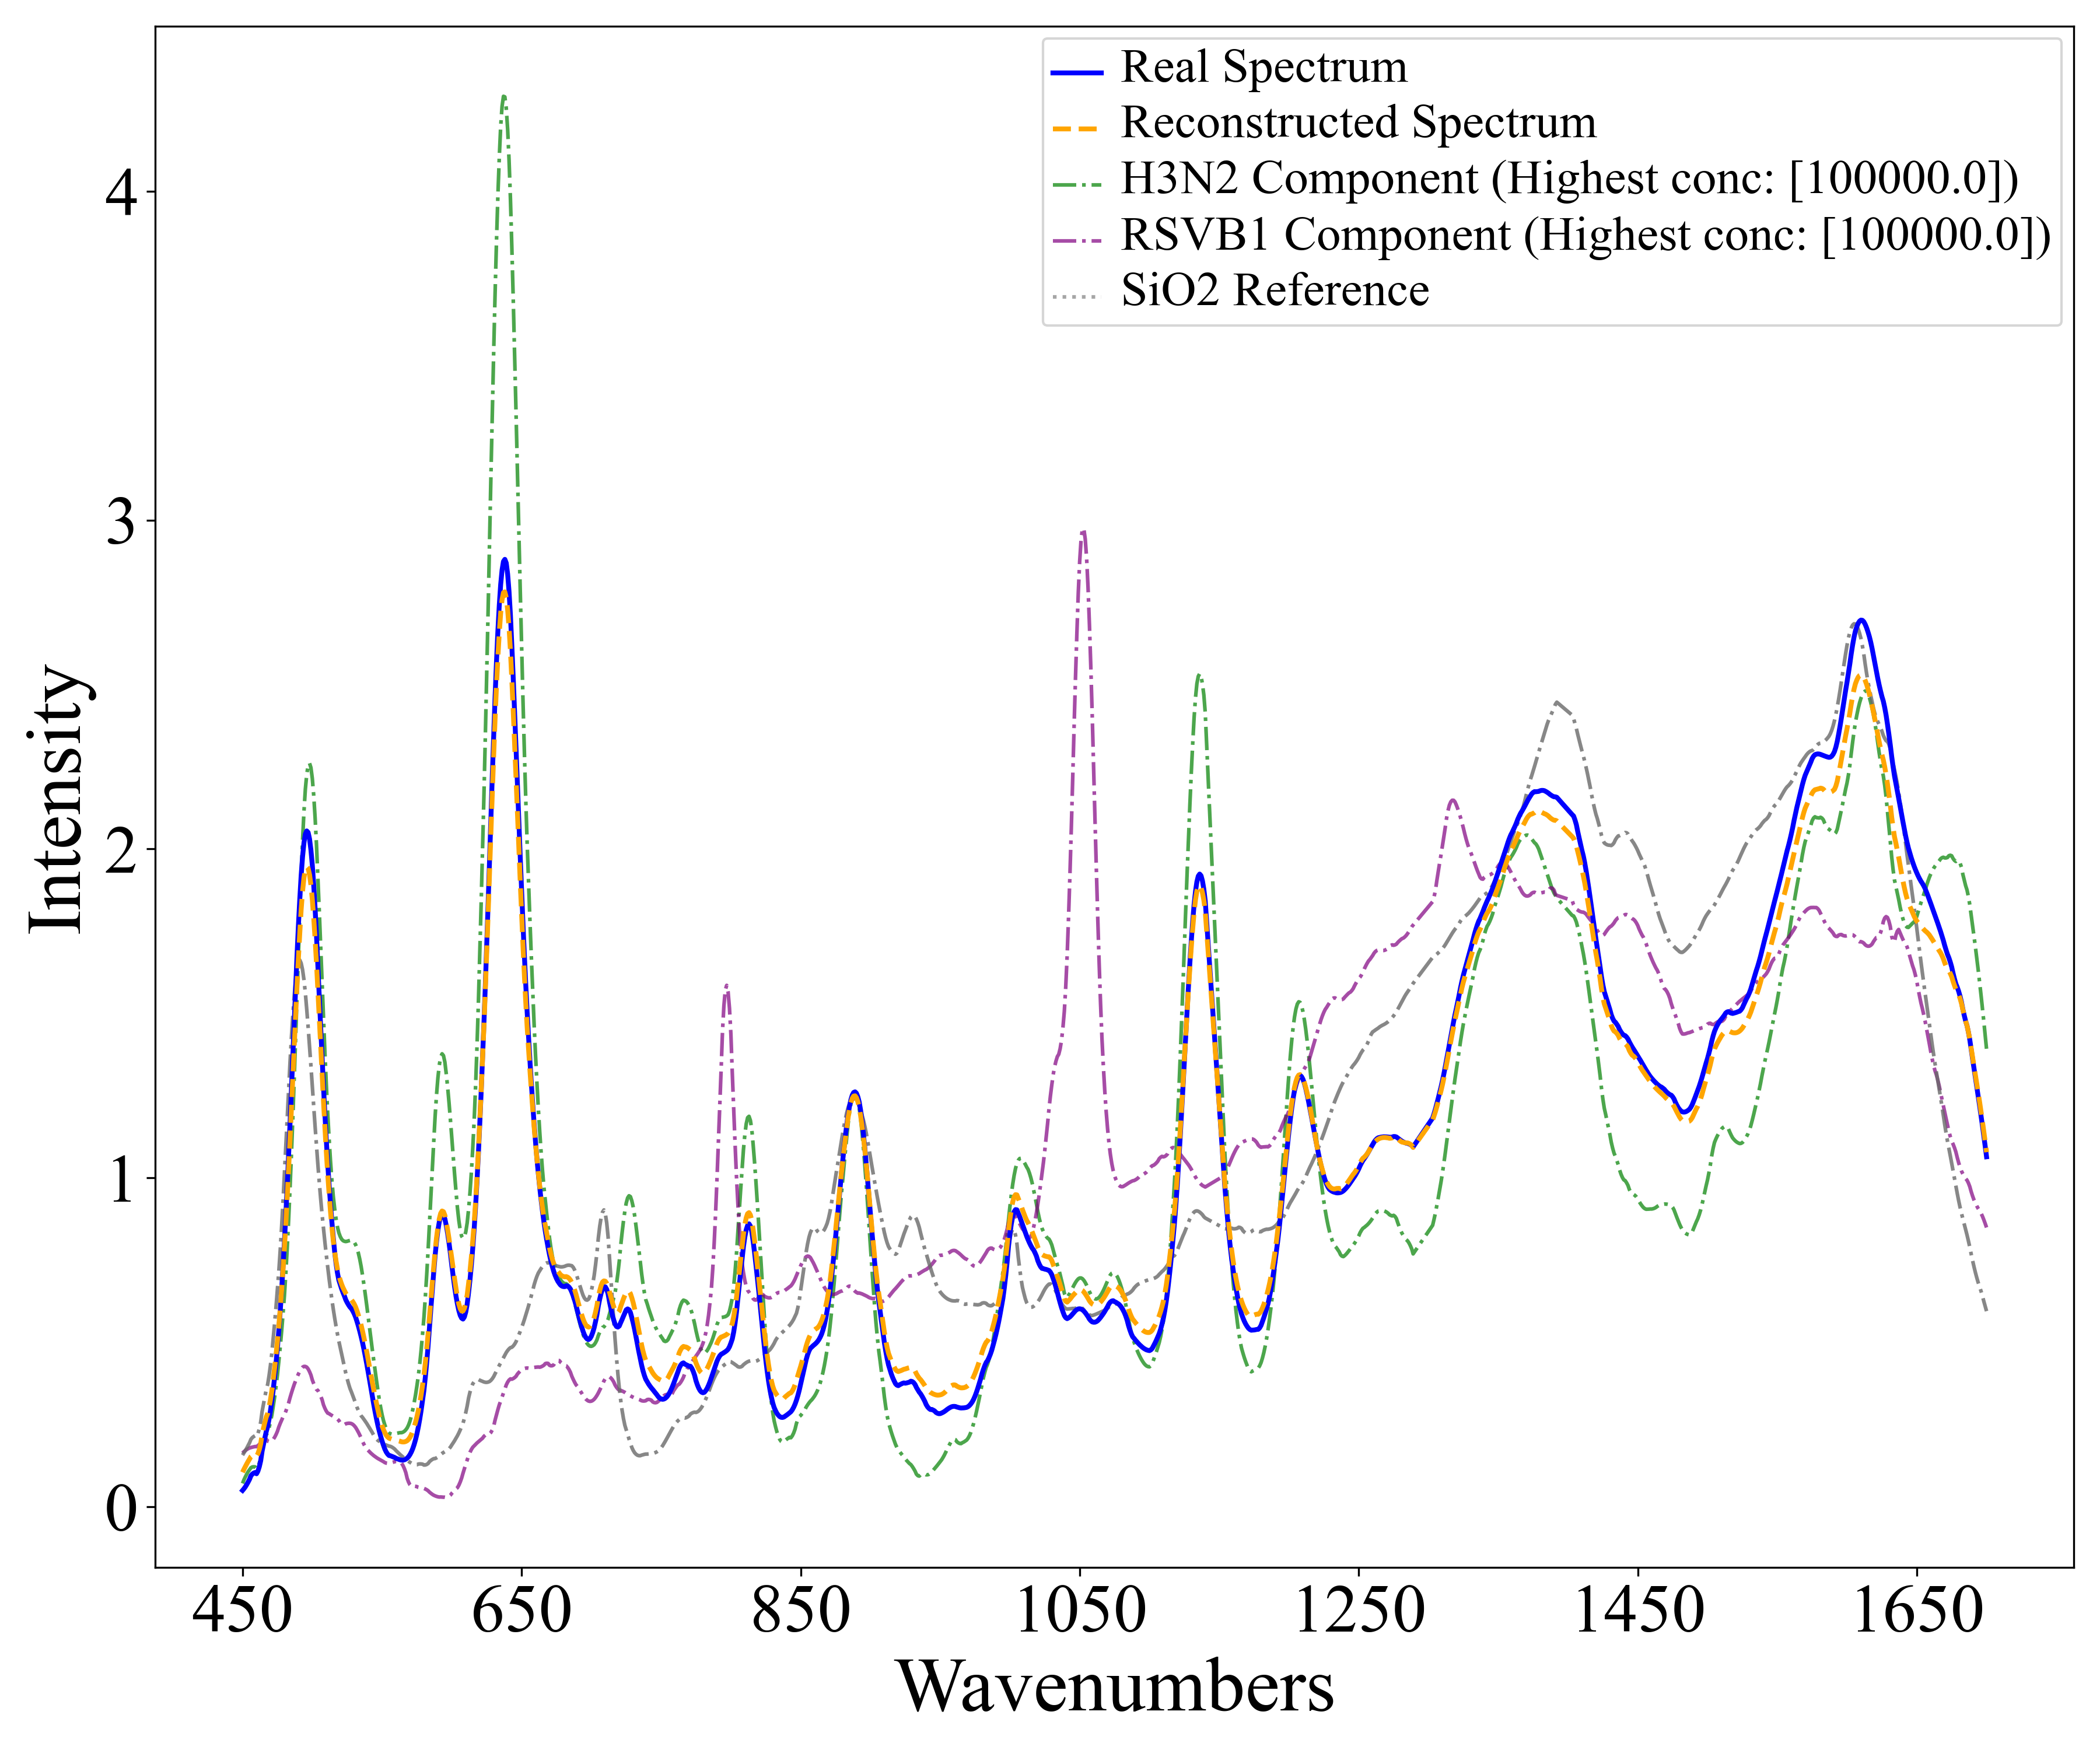 Real Spectrum
Reconstructed Spectrum
H3N2 Component (Highest conc: [100000.0])
RSVB1 Component (Highest conc: [100000.0])
SiO2 Reference
4
3
2
1
0
Intensity
450 650 850 1050 1250 1450 1650
Wavenumbers